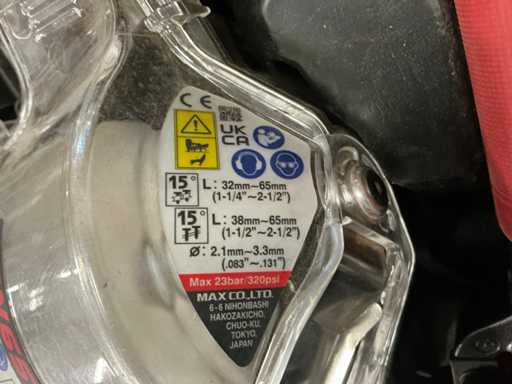 CE
UK
CA
15° L: 32mm~65mm
(1-1/4"~2-1/2")
15° L: 38mm~65mm
(1-1/2"~2-1/2")
ø: 2.1mm~3.3mm
(.083"~.131")
Max 23bar/320psi
MAX CO.,LTD.
6-6 NIHONBASHI
HAKOZAKICHO,
CHUO-KU,
TOKYO,
JAPAN